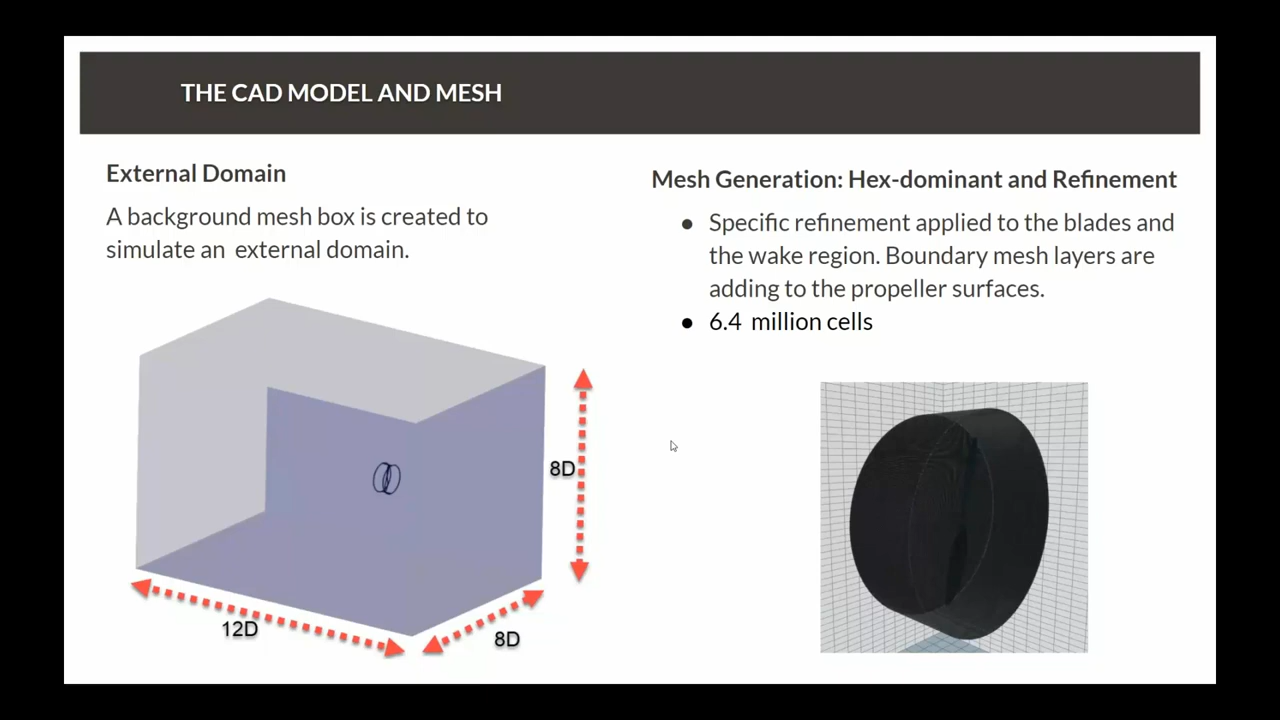 THE CAD MODEL AND MESH
External Domain
A background mesh box is created to
simulate an external domain.
8D
12D
8D
Mesh Generation: Hex-dominant and Refinement
● Specific refinement applied to the blades and
the wake region. Boundary mesh layers are
adding to the propeller surfaces.
● 6.4 million cells